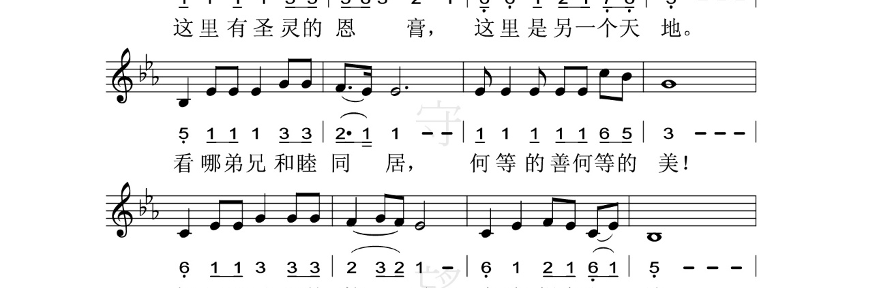 这里有圣灵的恩 膏， 这里是另一个天 地。
5 1 1 1 3 3 | 2· 1 1 - - | 1 1 1 1 1 6 5 | 3 - - -
看哪弟兄和睦同 居， 何等的善何等的 美！
6 1 1 3 3 3 | 2 3 2 1 - | 6 1 2 1 6 1 | 5 - - -